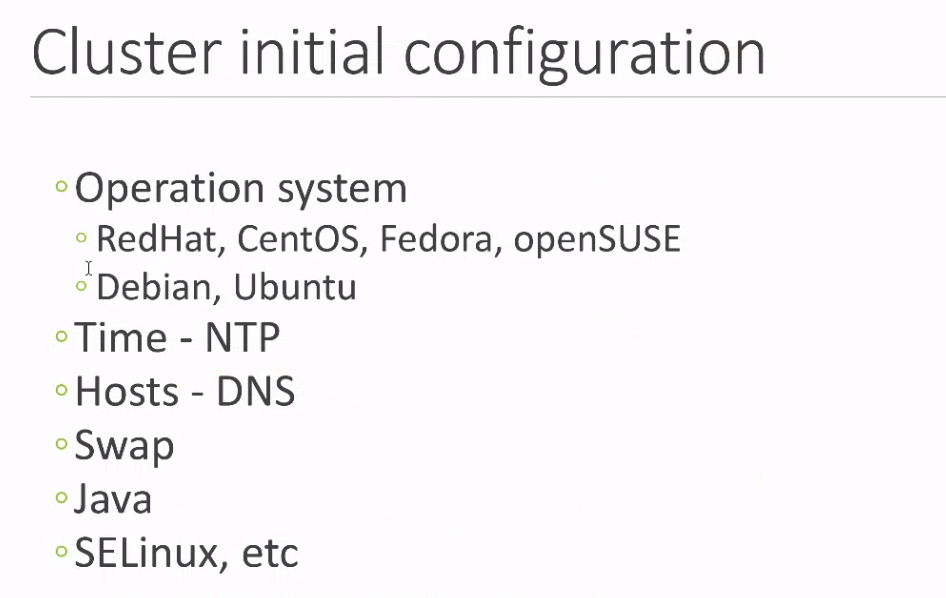 Cluster initial configuration
Operation system
RedHat, CentOS, Fedora, openSUSE
Debian, Ubuntu
Time - NTP
Hosts - DNS
Swap
Java
SELinux, etc